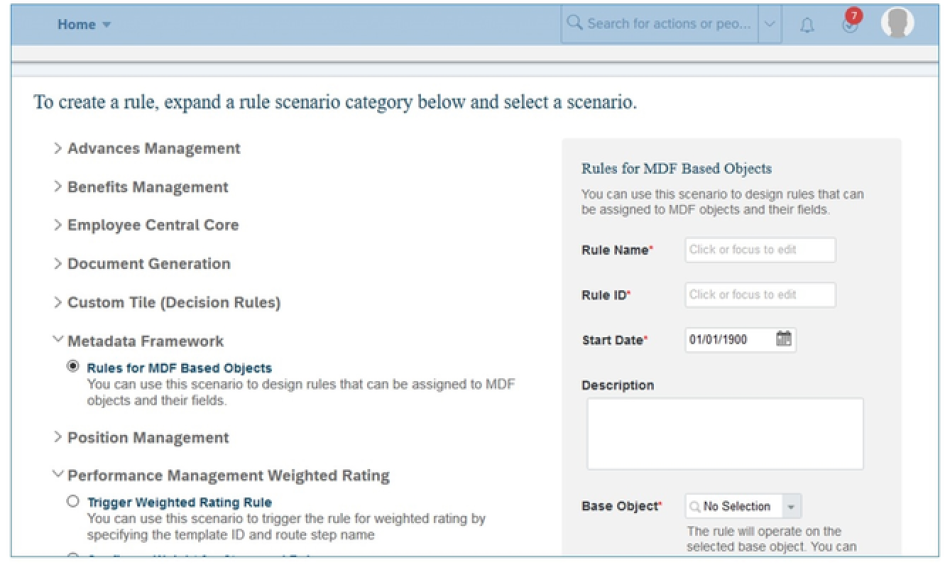 Home
Search for actions or peo...
7
To create a rule, expand a rule scenario category below and select a scenario.
Advances Management
Benefits Management
Employee Central Core
Document Generation
Custom Tile (Decision Rules)
Metadata Framework
Rules for MDF Based Objects
You can use this scenario to design rules that can be assigned to MDF
objects and their fields.
Position Management
Performance Management Weighted Rating
Trigger Weighted Rating Rule
You can use this scenario to trigger the rule for weighted rating by
specifying the template ID and route step name
Rules for MDF Based Objects
You can use this scenario to design rules that can
be assigned to MDF objects and their fields.
Rule Name*
Click or focus to edit
Rule ID*
Click or focus to edit
Start Date*
01/01/1900
Description
Base Object*
No Selection
The rule will operate on the
selected base object. You can